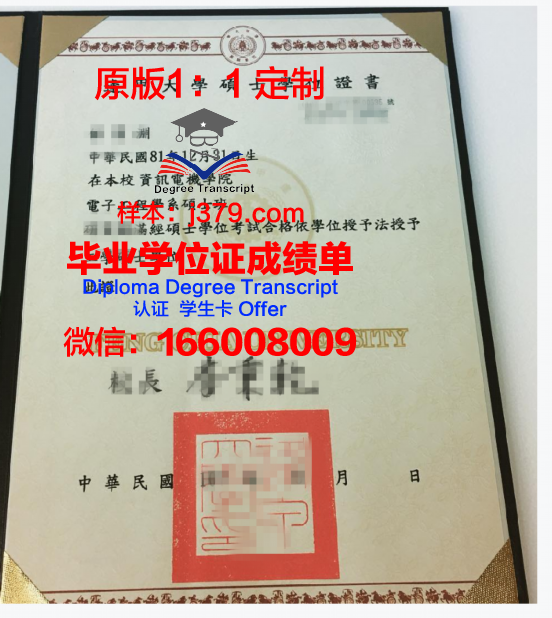 大學碩士學位證書
原版1：1 定制
號
中華民國81年12月31日生
Degree Transcript
在本校 資訊電機學院
電子工程學系碩士班
样本: j379.com
滿經碩士學位考試合格依學位授予法授予
毕业学位证成绩单
Diploma Degree Transcript
认证 学生卡 Offer
微信: 166008009
UNIVERSITY
校長
中華民國
月
日